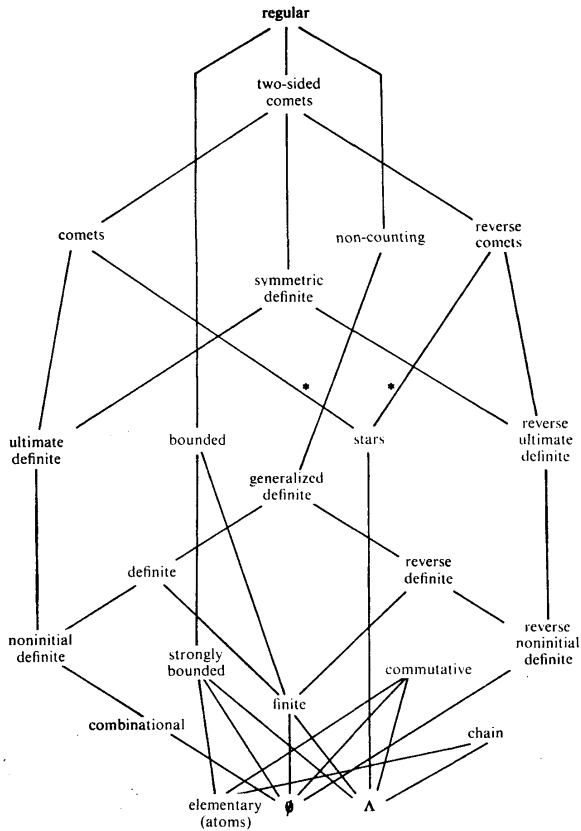 regular
two-sided
comets
comets
non-counting
reverse
comets
symmetric
definite
* *
ultimate
definite
bounded
stars
reverse
ultimate
definite
generalized
definite
definite
reverse
definite
noninitial
definite
strongly
bounded
commutative
reverse
noninitial
definite
finite
combinational
chain
elementary
(atoms)
∅
Λ